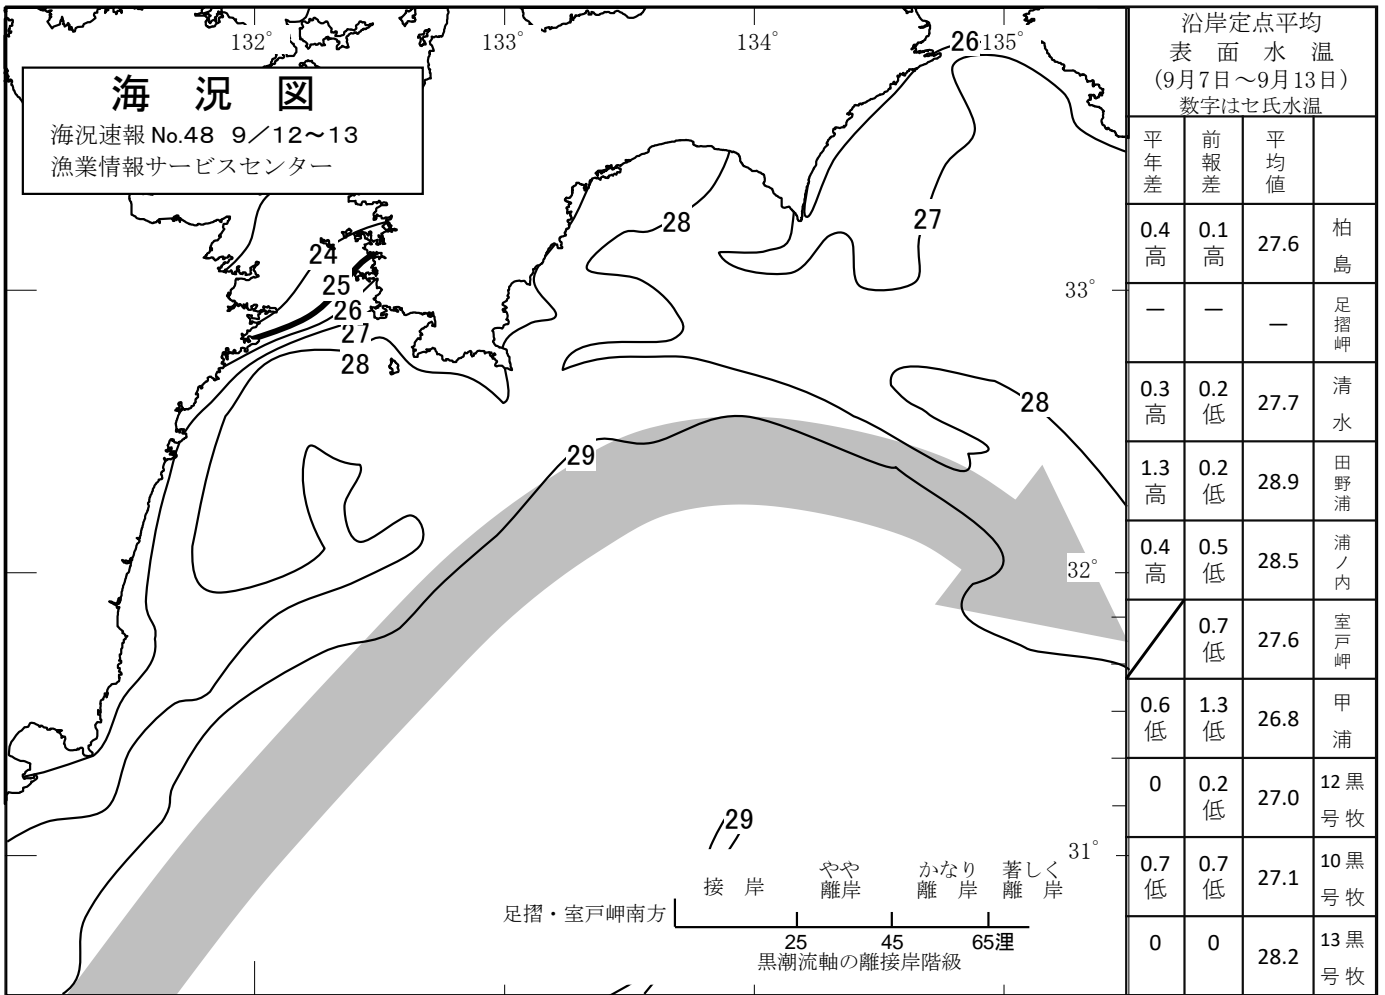 海 況 図
海況速報 No.48 9／12～13
漁業情報サービスセンター
132°
133°
134°
135°
26
27
28
24
25
26
27
28
29
28
33°
32°
31°
29
接 岸
やや
離岸
かなり
離 岸
著しく
離 岸
足摺・室戸岬南方
25
45
65浬
黒潮流軸の離接岸階級
沿岸定点平均
表 面 水 温
(9月7日～9月13日)
数字はセ氏水温
平年差 前報差 平均値
0.4高 0.1高 27.6 柏島
－ － － 足摺岬
0.3高 0.2低 27.7 清水
1.3高 0.2低 28.9 田野浦
0.4高 0.5低 28.5 浦ノ内
0.7低 27.6 室戸岬
0.6低 1.3低 26.8 甲浦
0 0.2低 27.0 12号 黒牧
0.7低 0.7低 27.1 10号 黒牧
0 0 28.2 13号 黒牧